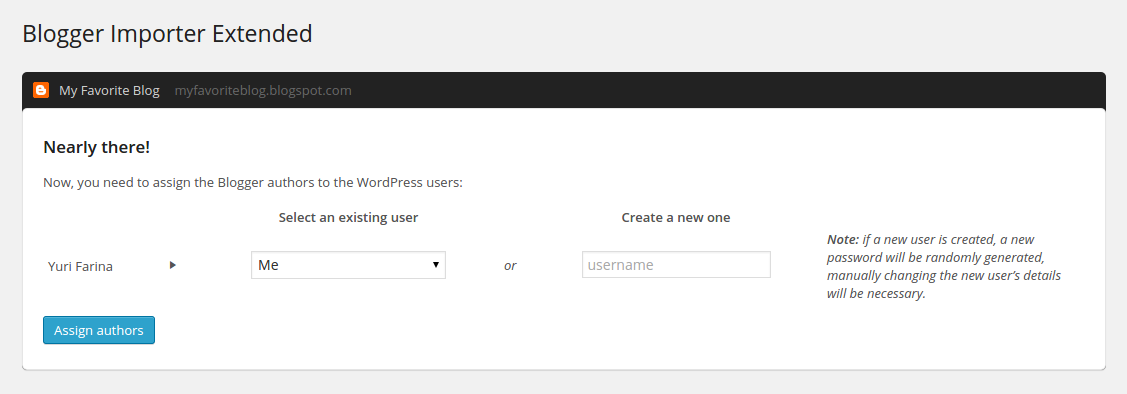 Blogger Importer Extended
My Favorite Blog myfavoriteblog.blogspot.com
Nearly there!
Now, you need to assign the Blogger authors to the WordPress users:
Select an existing user
Create a new one
Yuri Farina
Me
or
username
Note: if a new user is created, a new
password will be randomly generated,
manually changing the new user’s details
will be necessary.
Assign authors